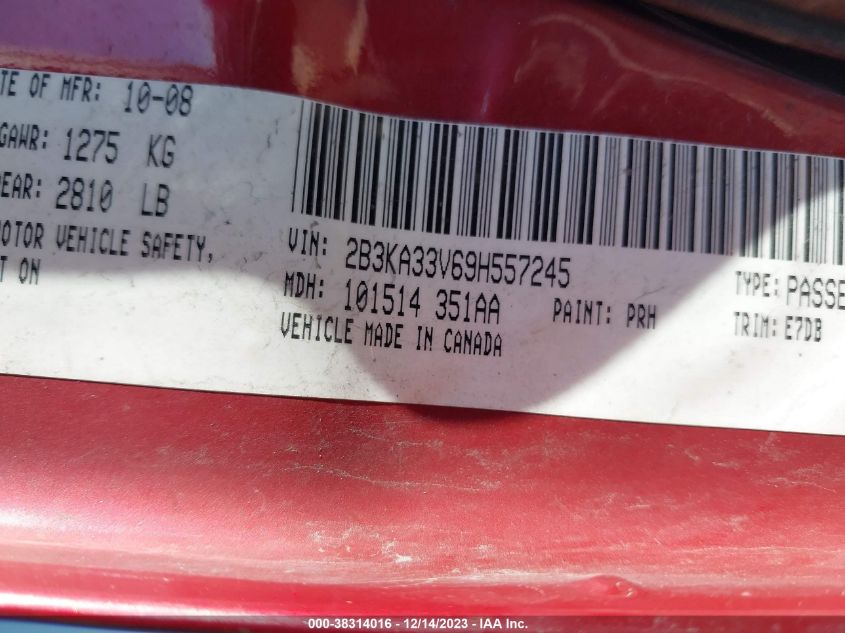 TE OF MFR: 10-08
GAWR: 1275 KG
EAR: 2810 LB
MOTOR VEHICLE SAFETY,
T ON
VIN: 2B3KA33V69H557245
MDH: 101514 351AA
PAINT: PRH
VEHICLE MADE IN CANADA
TYPE: PASSE
TRIM: E7DB
000-38314016 - 12/14/2023 - IAA Inc.